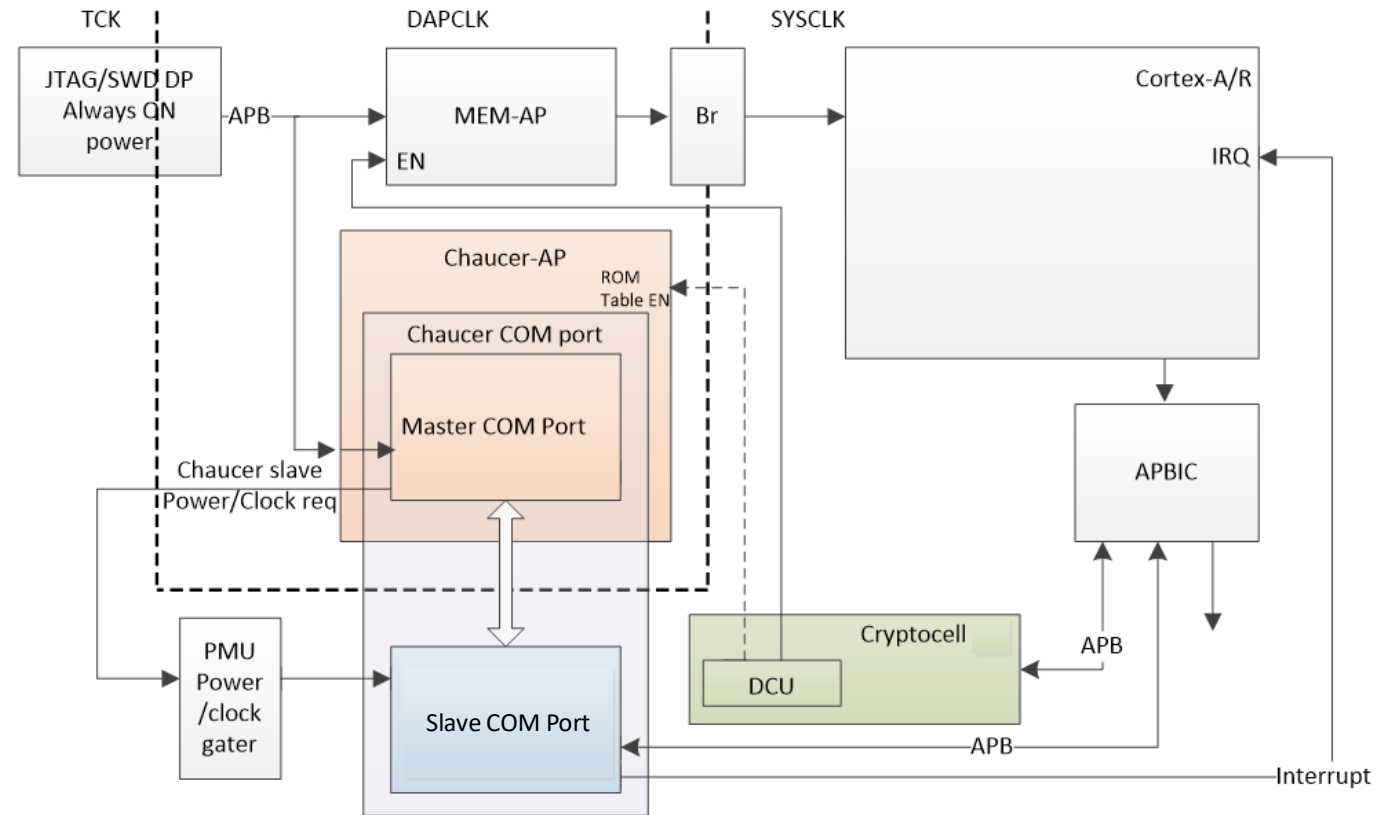 TCK
DAPCLK
SYSCLK
JTAG/SWD DP
Always ON
power
APB
MEM-AP
EN
Br
Cortex-A/R
IRQ
Chaucer-AP
ROM
Table EN
Chaucer COM port
Master COM Port
Chaucer slave
Power/Clock req
APBIC
PMU
Power
/clock
gater
Slave COM Port
Cryptocell
DCU
APB
APB
Interrupt